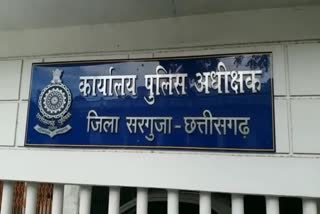 कार्यालय पुलिस अधीक्षक
जिला सरगुजा - छत्तीसगढ़